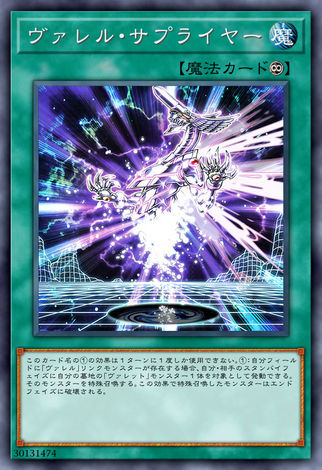 ヴァレル・サプライヤー 魔
【魔法カード♾】
このカード名の①の効果は１ターンに１度しか使用できない。①：自分フィール
ドに「ヴァレル」リンクモンスターが存在する場合、自分・相手のスタンバイフ
ェイズに自分の墓地の「ヴァレット」モンスター１体を対象として発動できる。
そのモンスターを特殊召喚する。この効果で特殊召喚したモンスターはエンド
フェイズに破壊される。
30131474